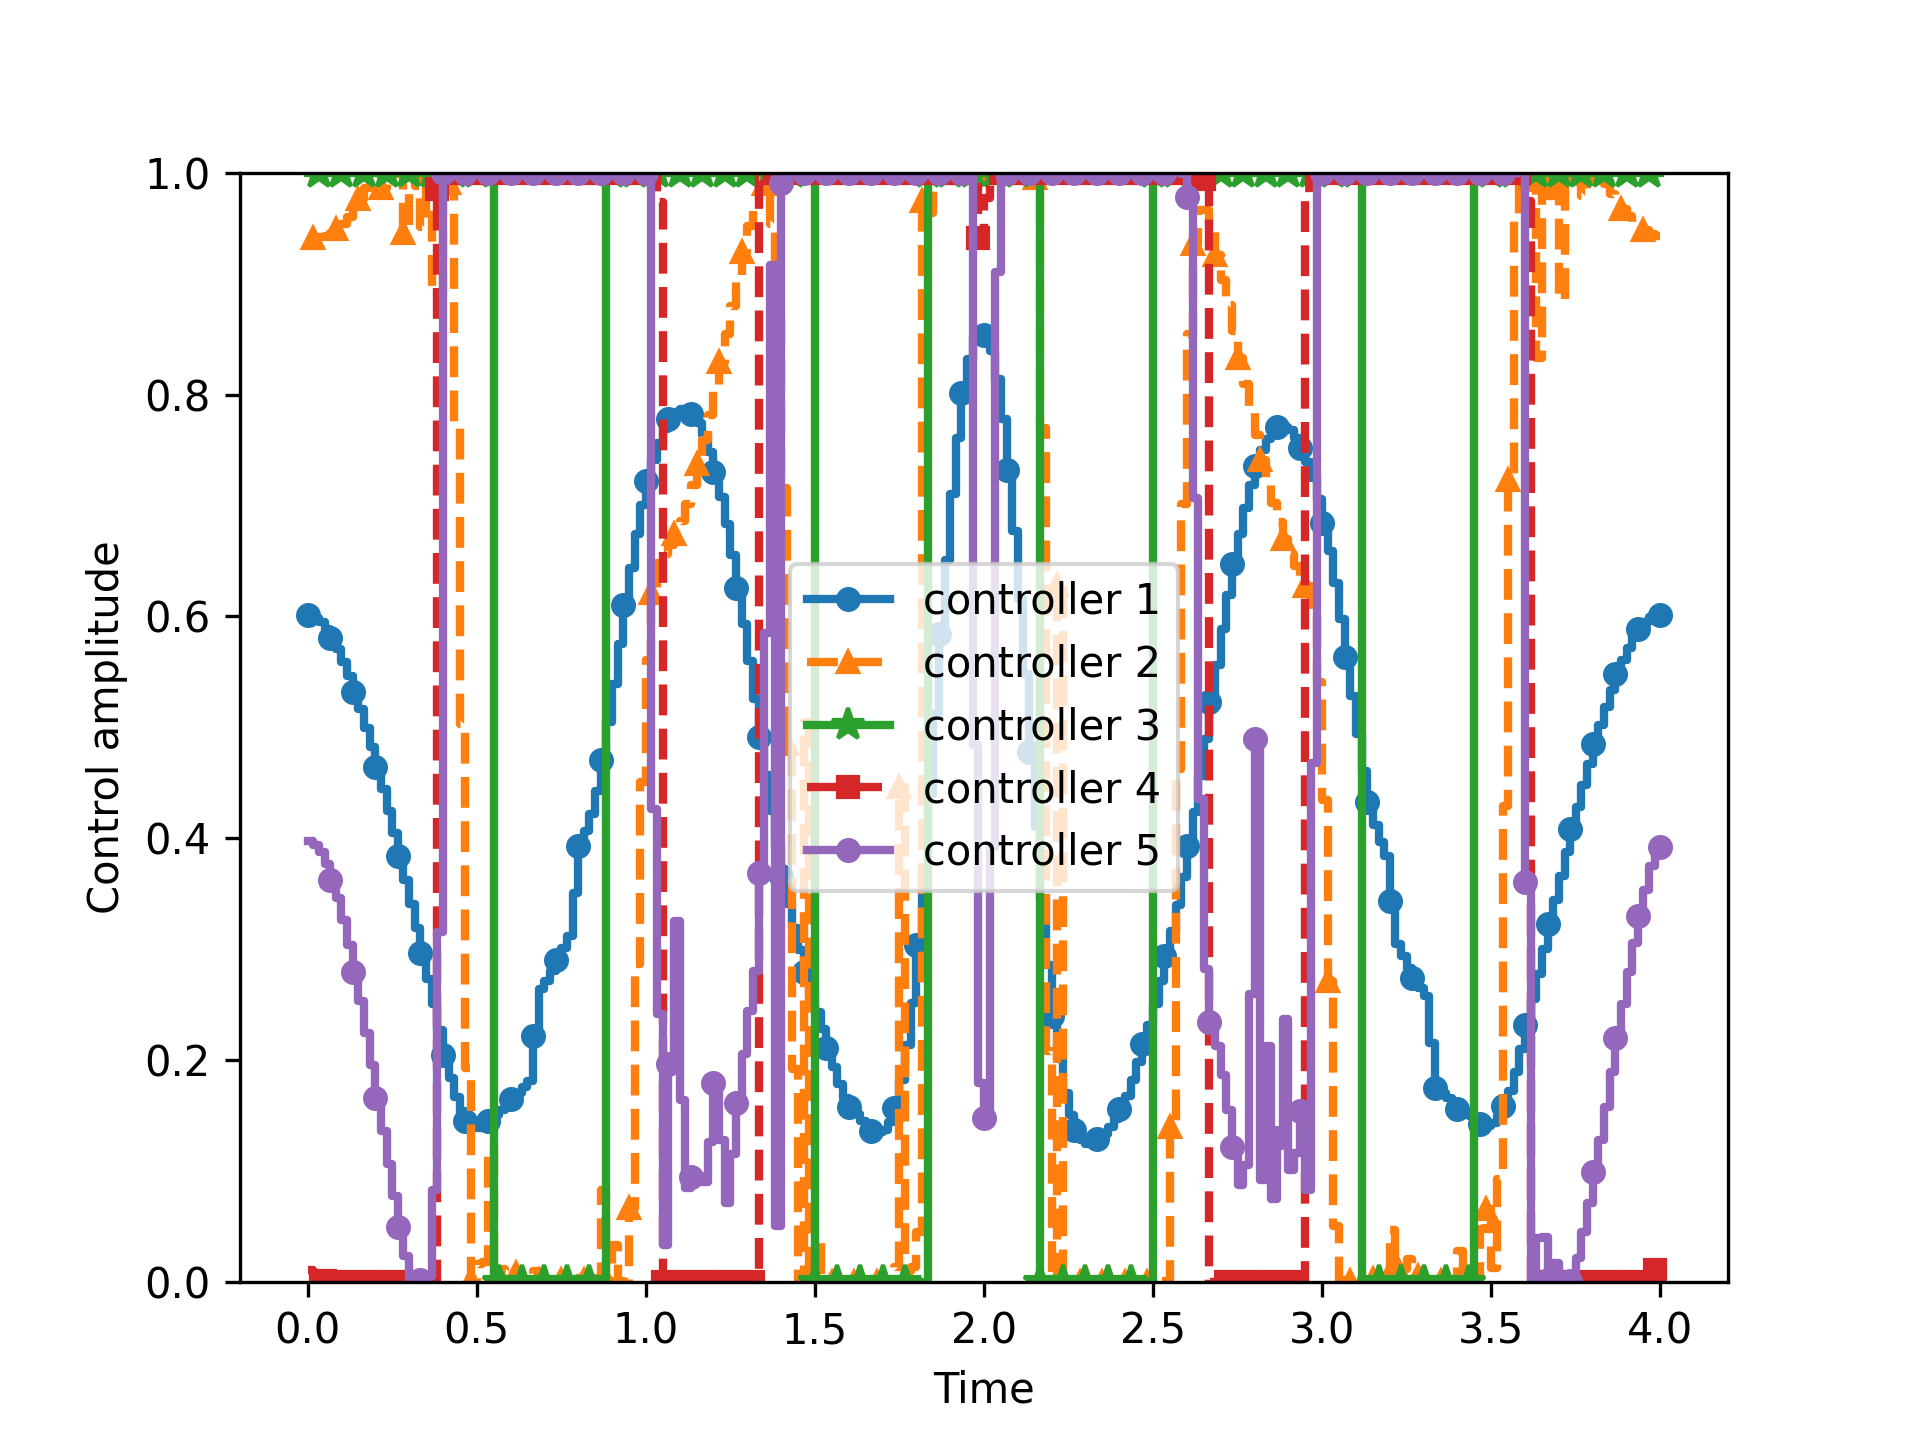 1.0
0.8
0.6
0.4
0.2
0.0
Control amplitude
controller 1
controller 2
controller 3
controller 4
controller 5
0.0 0.5 1.0 1.5 2.0 2.5 3.0 3.5 4.0
Time